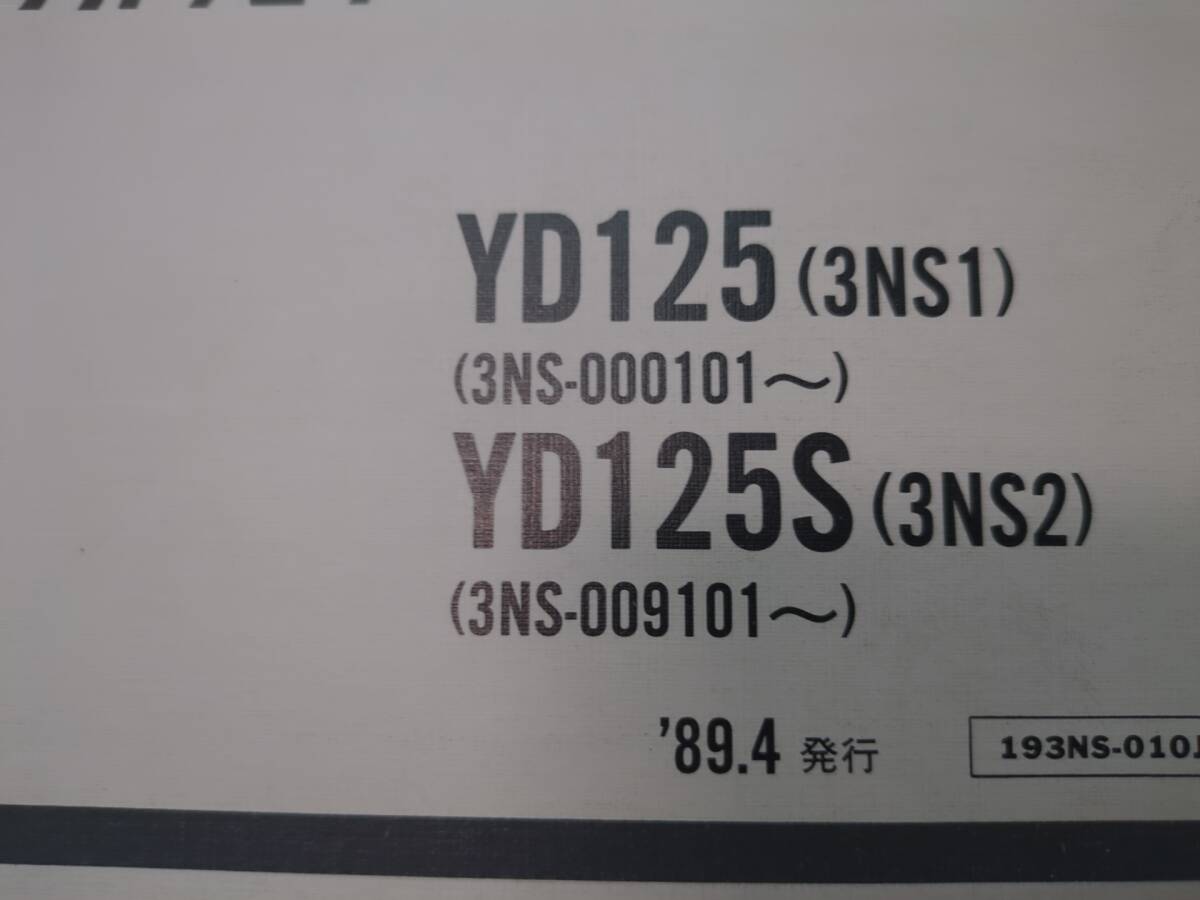 YD125 (3NS1)
(3NS-000101〜)
YD125S (3NS2)
(3NS-009101〜)
'89.4 発行
193NS-010J